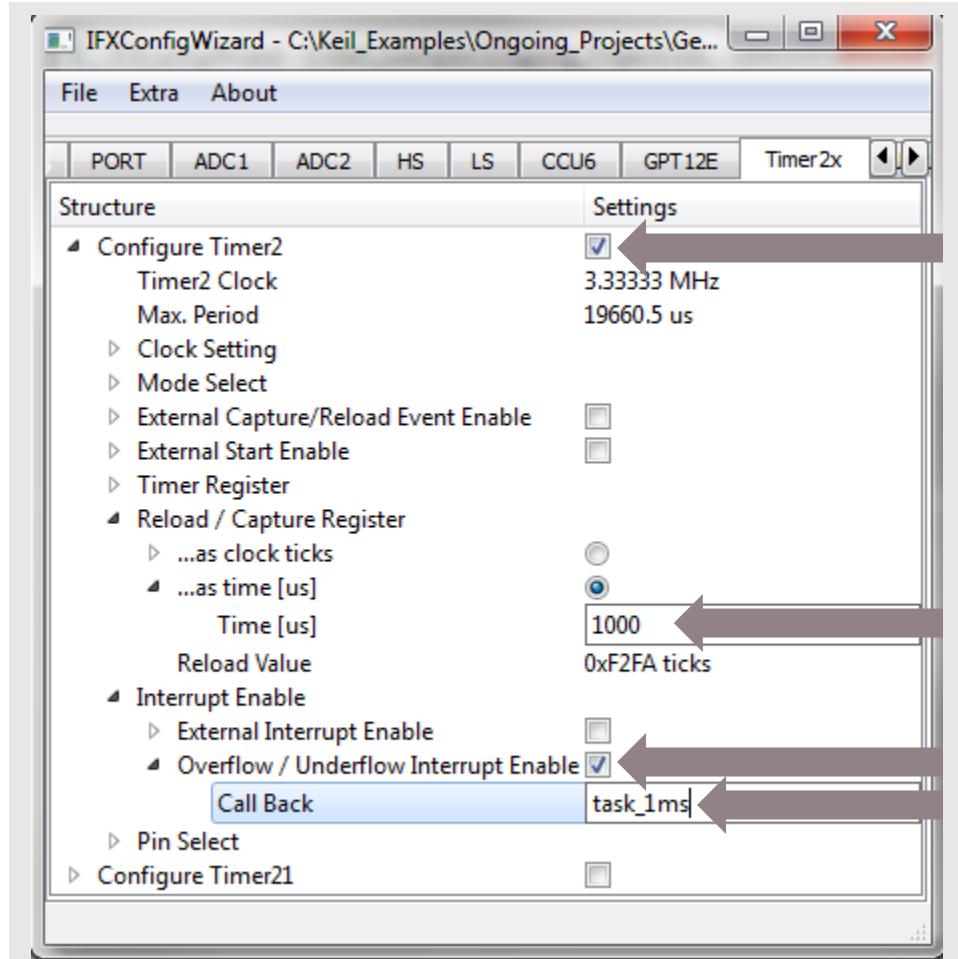 IFXConfigWizard - C:\Keil_Examples\Ongoing_Projects\Ge...
File Extra About
PORT ADC1 ADC2 HS LS CCU6 GPT12E Timer2x
Structure Settings
Configure Timer2
Timer2 Clock 3.33333 MHz
Max. Period 19660.5 us
Clock Setting
Mode Select
External Capture/Reload Event Enable
External Start Enable
Timer Register
Reload / Capture Register
...as clock ticks
...as time [us]
Time [us] 1000
Reload Value 0xF2FA ticks
Interrupt Enable
External Interrupt Enable
Overflow / Underflow Interrupt Enable
Call Back task_1ms
Pin Select
Configure Timer21